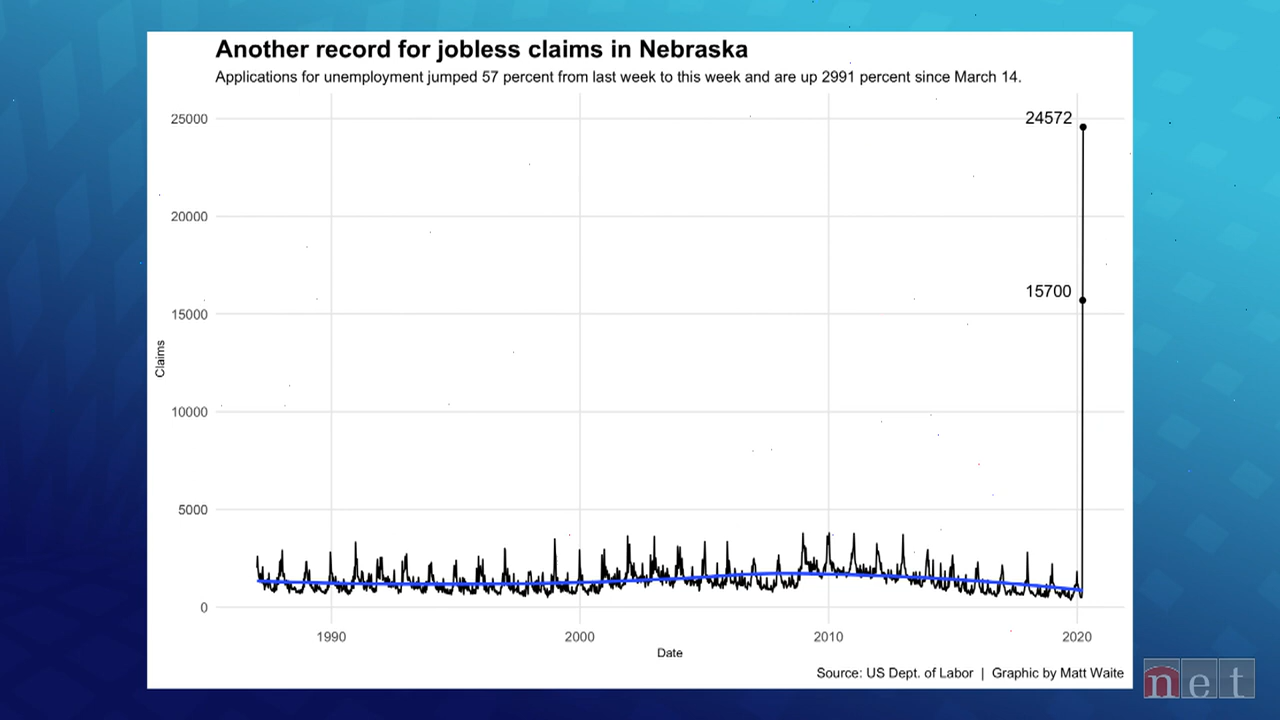 Another record for jobless claims in Nebraska
Applications for unemployment jumped 57 percent from last week to this week and are up 2991 percent since March 14.
25000
24572
20000
15700
15000
Claims
10000
5000
0
1990
2000
2010
2020
Date
Source: US Dept. of Labor | Graphic by Matt Waite
net